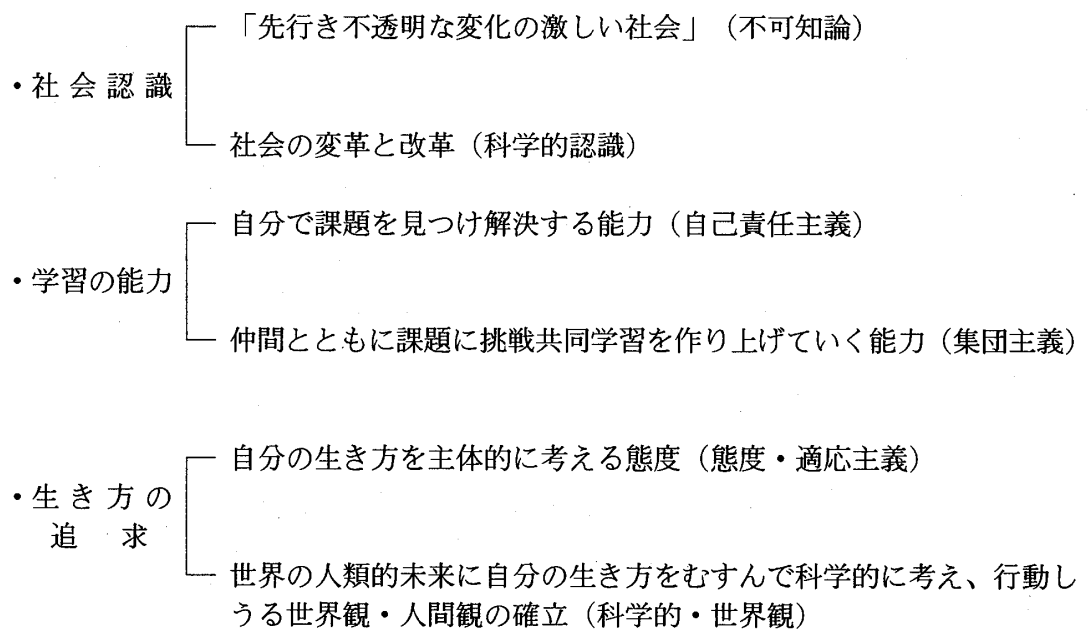 「先行き不透明な変化の激しい社会」（不可知論）
・社会認識
社会の変革と改革（科学的認識）
自分で課題を見つけ解決する能力（自己責任主義）
・学習の能力
仲間とともに課題に挑戦共同学習を作り上げていく能力（集団主義）
自分の生き方を主体的に考える態度（態度・適応主義）
・生き方の
追求
世界の人類的未来に自分の生き方をむすんで科学的に考え、行動し
うる世界観・人間観の確立（科学的・世界観）